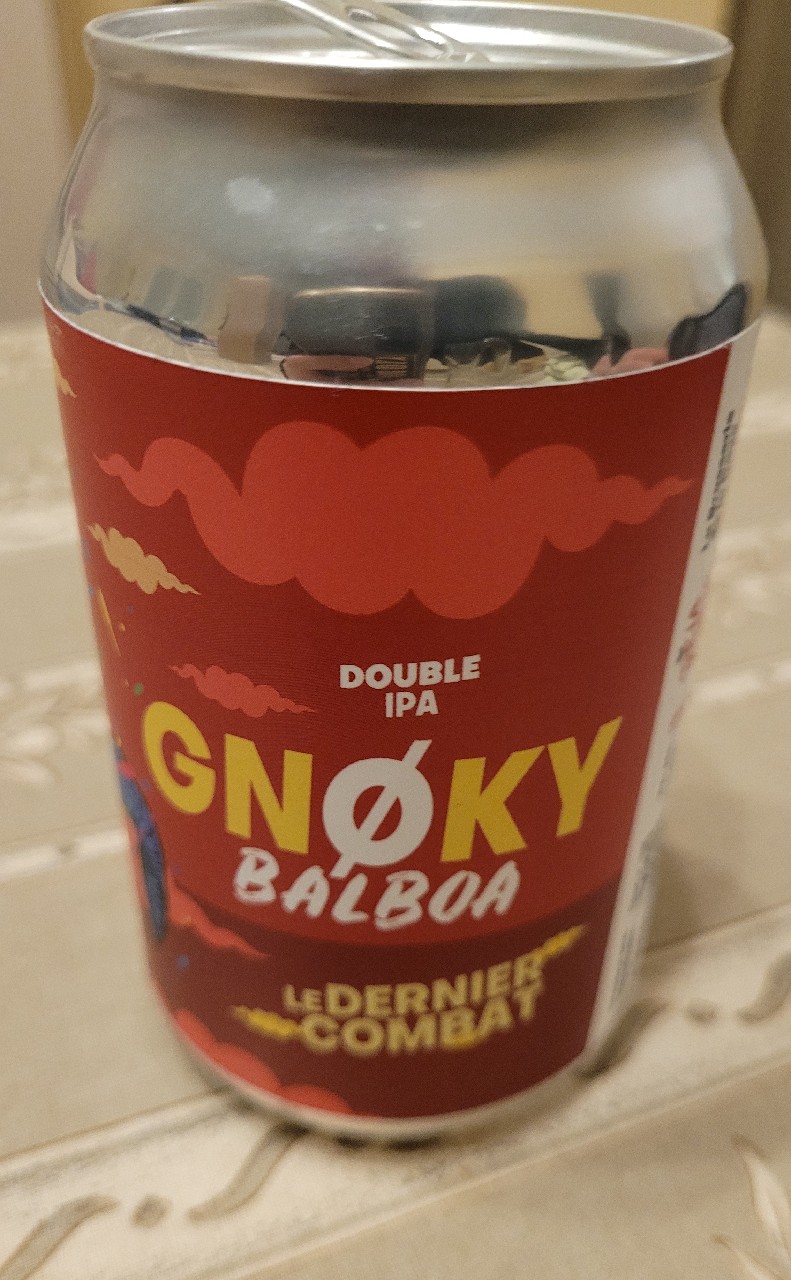 DOUBLE
IPA
GNØKY
BALBOA
LE DERNIER
COMBAT